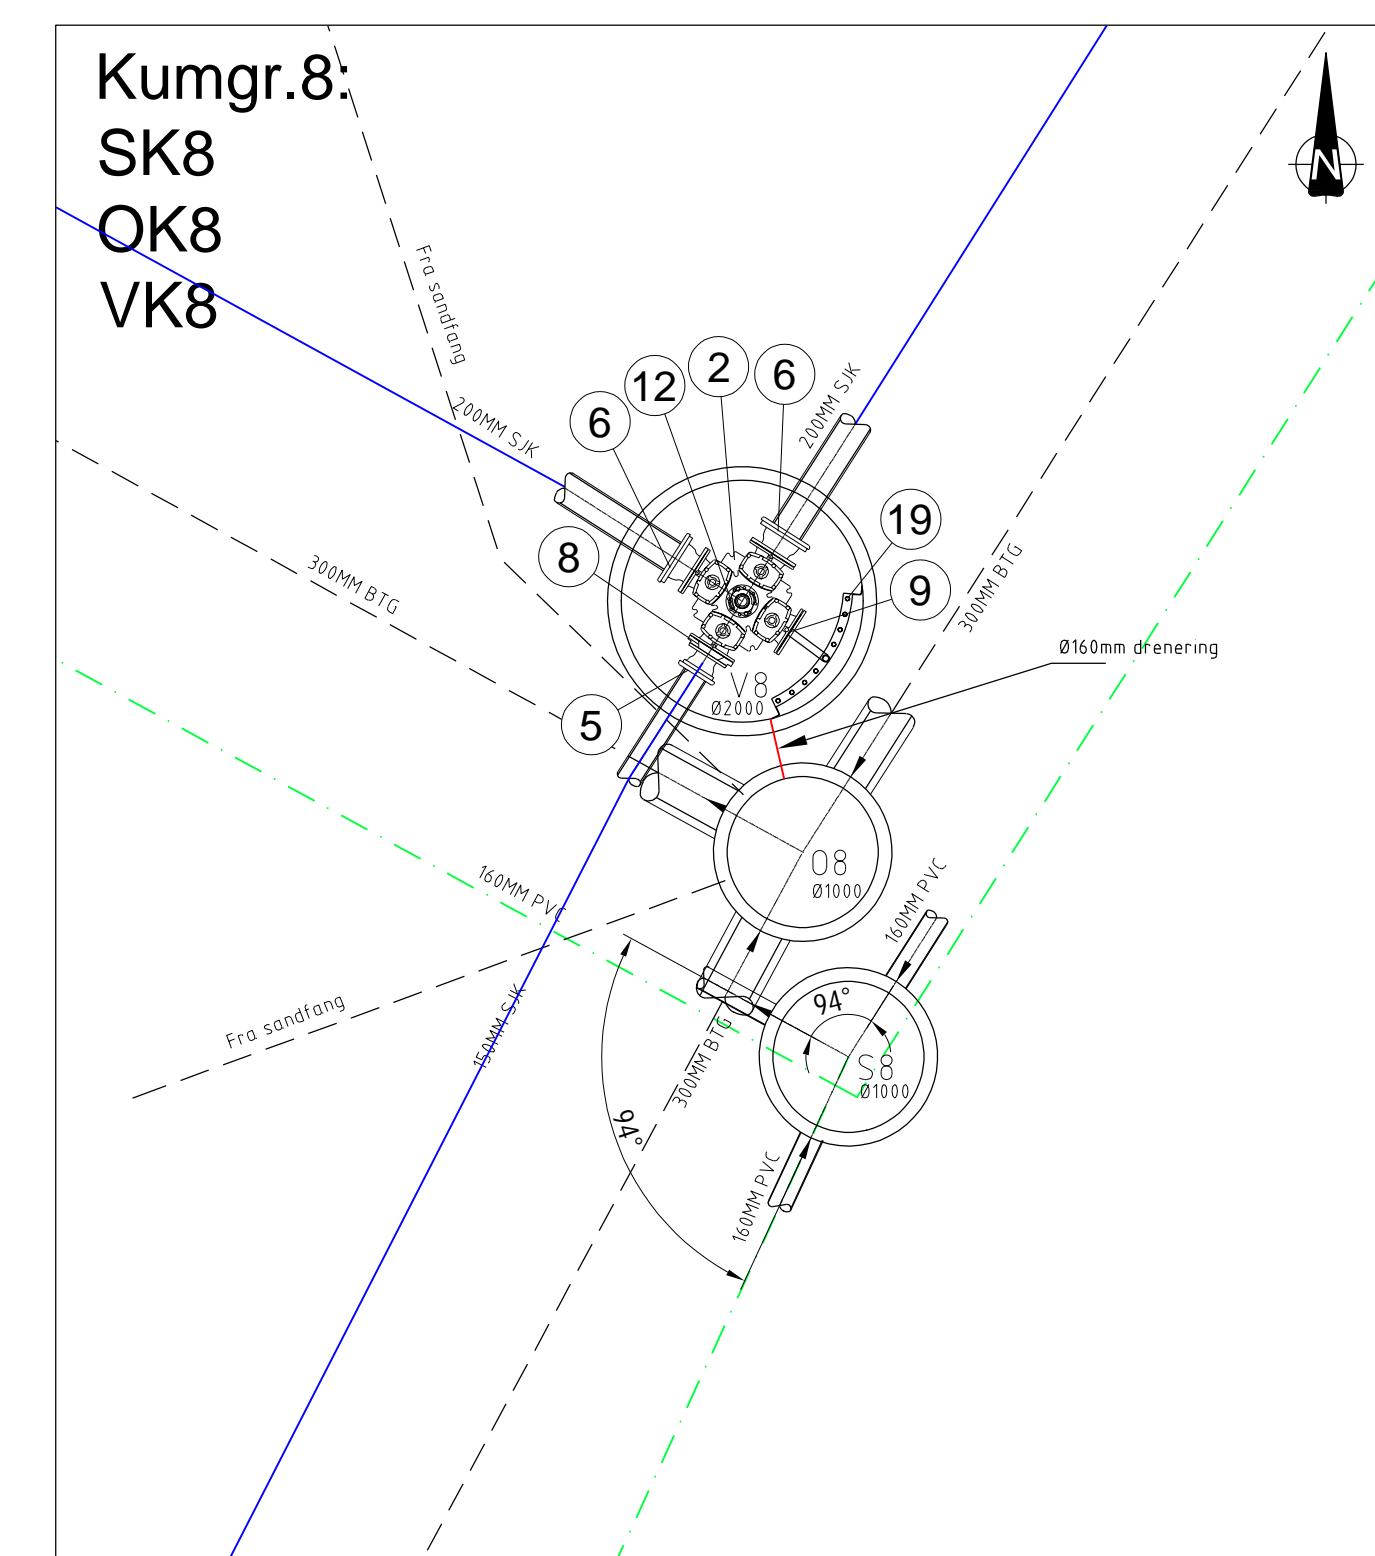 Kumgr.8:
SK8
OK8
VK8
N
Fra sandfang
200MM SJK
200MM SJK
6
12
2
6
19
9
8
5
300MM BTG
300MM BTG
Ø160mm drenering
V8
Ø2000
O8
Ø1000
160MM PVC
160MM PVC
Fra sandfang
150MM SJK
300MM BTG
94°
S8
Ø1000
94°
160MM PVC